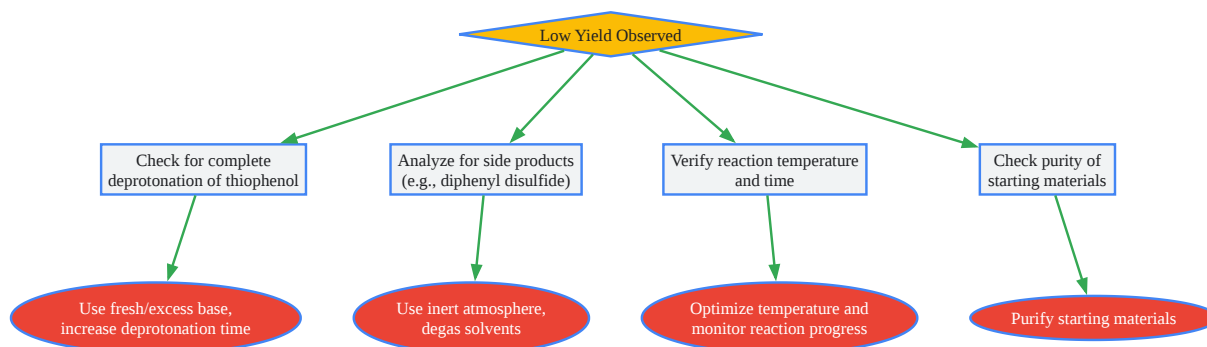 Low Yield Observed
Check for complete
deprotonation of thiophenol
Analyze for side products
(e.g., diphenyl disulfide)
Verify reaction temperature
and time
Check purity of
starting materials
Use fresh/excess base,
increase deprotonation time
Use inert atmosphere,
degas solvents
Optimize temperature and
monitor reaction progress
Purify starting materials